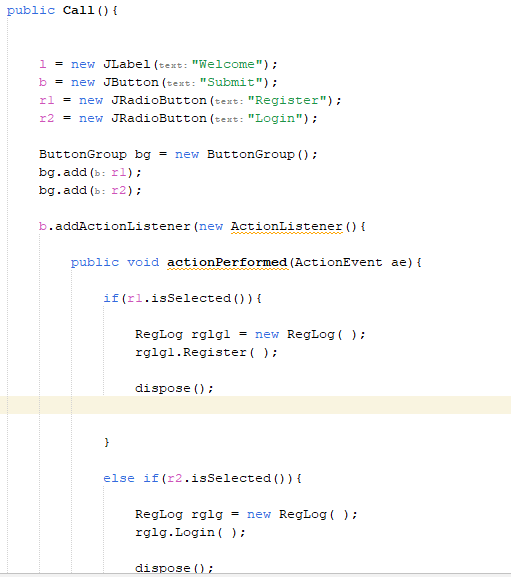 public Call(){
l = new JLabel(text: "Welcome");
b = new JButton(text: "Submit");
r1 = new JRadioButton(text: "Register");
r2 = new JRadioButton(text: "Login");
ButtonGroup bg = new ButtonGroup();
bg.add(b: r1);
bg.add(b: r2);
b.addActionListener(new ActionListener(){
public void actionPerformed(ActionEvent ae){
if(r1.isSelected()){
RegLog rglg1 = new RegLog( );
rglg1.Register( );
dispose();
}
else if(r2.isSelected()){
RegLog rglg = new RegLog( );
rglg.Login( );
dispose();